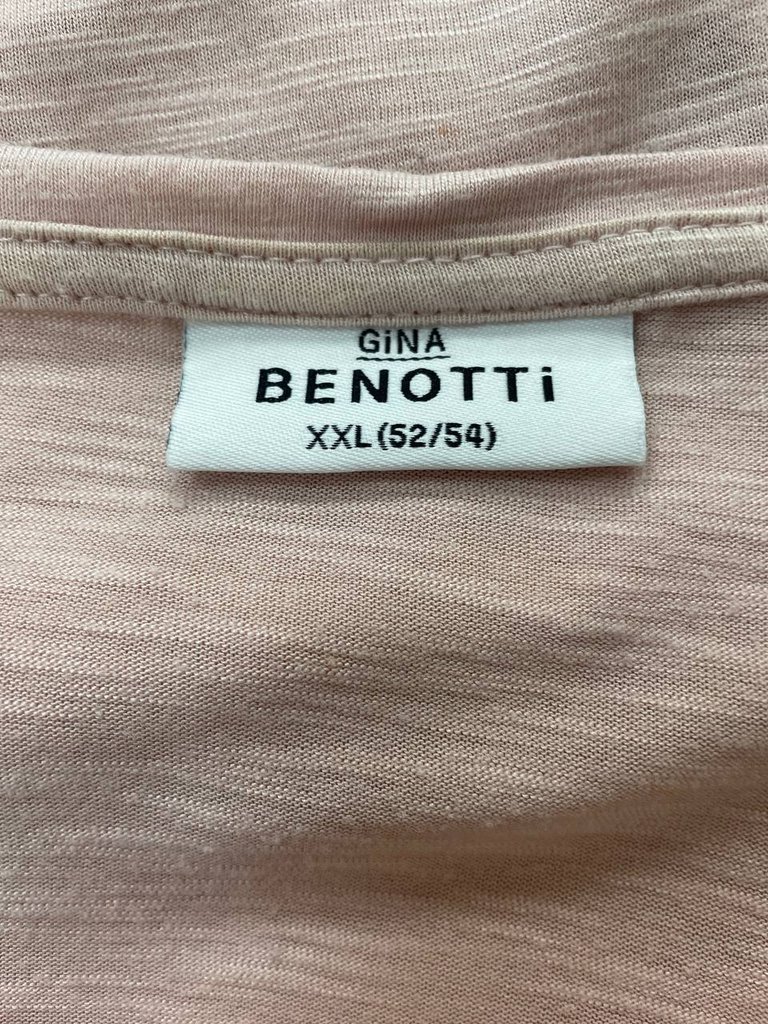 GiNA
BENOTTi
XXL (52/54)